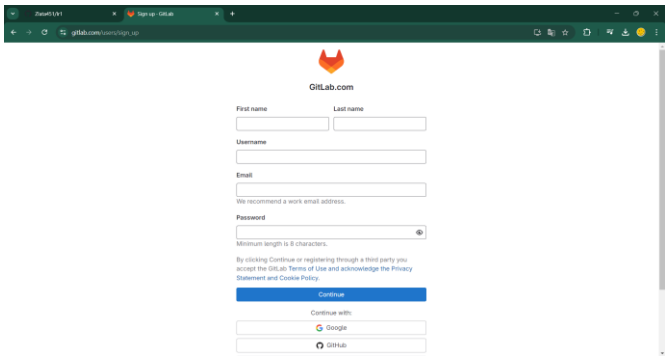 Sign up · GitLab
gitlab.com/users/sign_up
GitLab.com
First name Last name
Username
Email
We recommend a work email address.
Password
Minimum length is 8 characters.
By clicking Continue or registering through a third party you
accept the GitLab Terms of Use and acknowledge the Privacy
Statement and Cookie Policy.
Continue
Continue with:
Google
GitHub